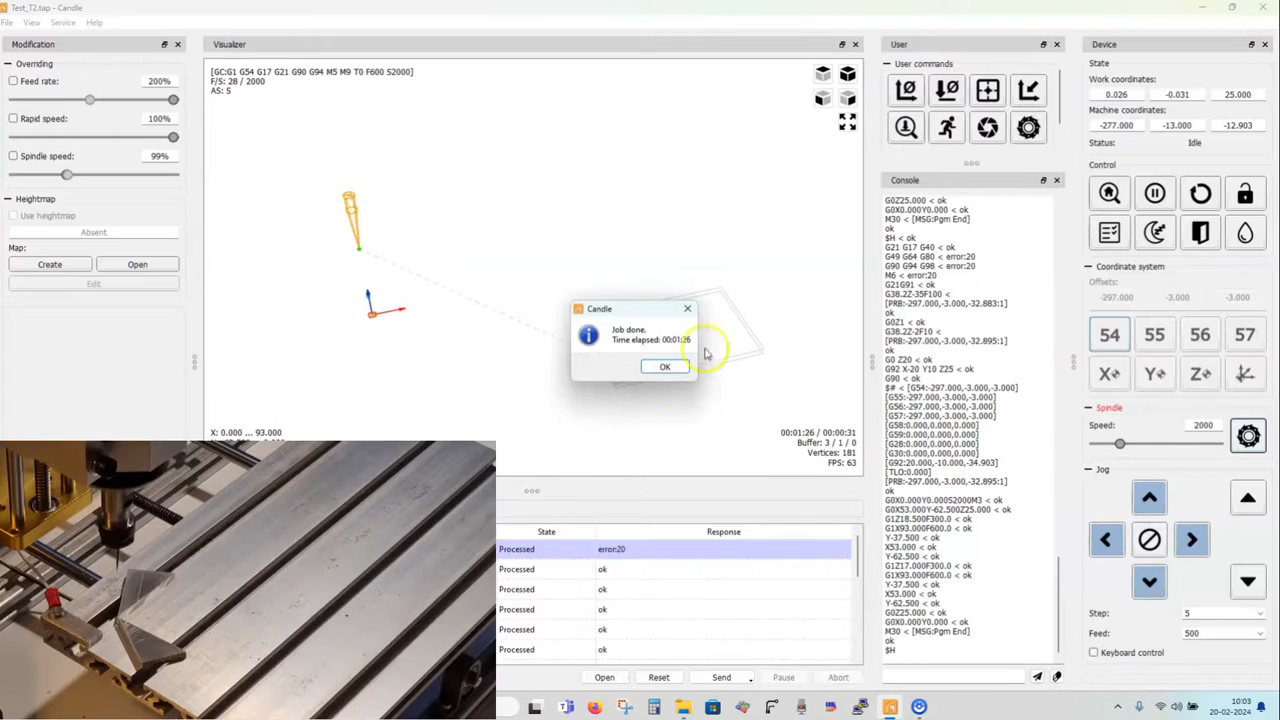 Test_T2.tap - Candle
File View Service Help
Modification
Overriding
Feed rate: 200%
Rapid speed: 100%
Spindle speed: 99%
Heightmap
Use heightmap
Absent
Map:
Create Open
Edit
Visualizer
[GC:G1 G54 G17 G21 G90 G94 M5 M9 T0 F600 S2000]
F/S: 28 / 2000
AS: S
Candle
Job done.
Time elapsed: 00:01:26
OK
X: 0.000 ... 93.000
00:01:26 / 00:00:31
Buffer: 3 / 1 / 0
Vertices: 181
FPS: 63
State Response
Processed error:20
Processed ok
Processed ok
Processed ok
Processed ok
Processed ok
Open Reset Send Pause Abort
User
User commands
Console
G0Z25.000 < ok
G0X0.000Y0.000 < ok
M30 < [MSG:Pgm End]
ok
$H < ok
G21 G17 G40 < ok
G49 G64 G80 < error:20
G90 G94 G98 < error:20
M6 < error:20
G21G91 < ok
G38.2Z-35F100 <
[PRB:-297.000,-3.000,-32.883:1]
ok
G0Z1 < ok
G38.2Z-2F10 <
[PRB:-297.000,-3.000,-32.895:1]
ok
G0 Z20 < ok
G92 X-20 Y10 Z25 < ok
G90 < ok
$# < [G54:-297.000,-3.000,-3.000]
[G55:-297.000,-3.000,-3.000]
[G56:-297.000,-3.000,-3.000]
[G57:-297.000,-3.000,-3.000]
[G58:0.000,0.000,0.000]
[G59:0.000,0.000,0.000]
[G28:0.000,0.000,0.000]
[G30:0.000,0.000,0.000]
[G92:20.000,-10.000,-34.903]
[TLO:0.000]
[PRB:-297.000,-3.000,-32.895:1]
ok
G0X0.000Y0.000S2000M3 < ok
G0X53.000Y-62.500Z25.000 < ok
G1Z18.500F300.0 < ok
G1X93.000F600.0 < ok
Y-37.500 < ok
X53.000 < ok
Y-62.500 < ok
G1Z17.000F300.0 < ok
G1X93.000F600.0 < ok
Y-37.500 < ok
X53.000 < ok
Y-62.500 < ok
G0Z25.000 < ok
G0X0.000Y0.000 < ok
M30 < [MSG:Pgm End]
ok
$H
Device
State
Work coordinates:
0.026 -0.031 25.000
Machine coordinates:
-277.000 -13.000 -12.903
Status: Idle
Control
Coordinate system
Offsets: -297.000 -3.000 -3.000
54 55 56 57
X Y Z
Spindle
Speed: 2000
Jog
Step: 5
Feed: 500
Keyboard control
10:03
20-02-2024